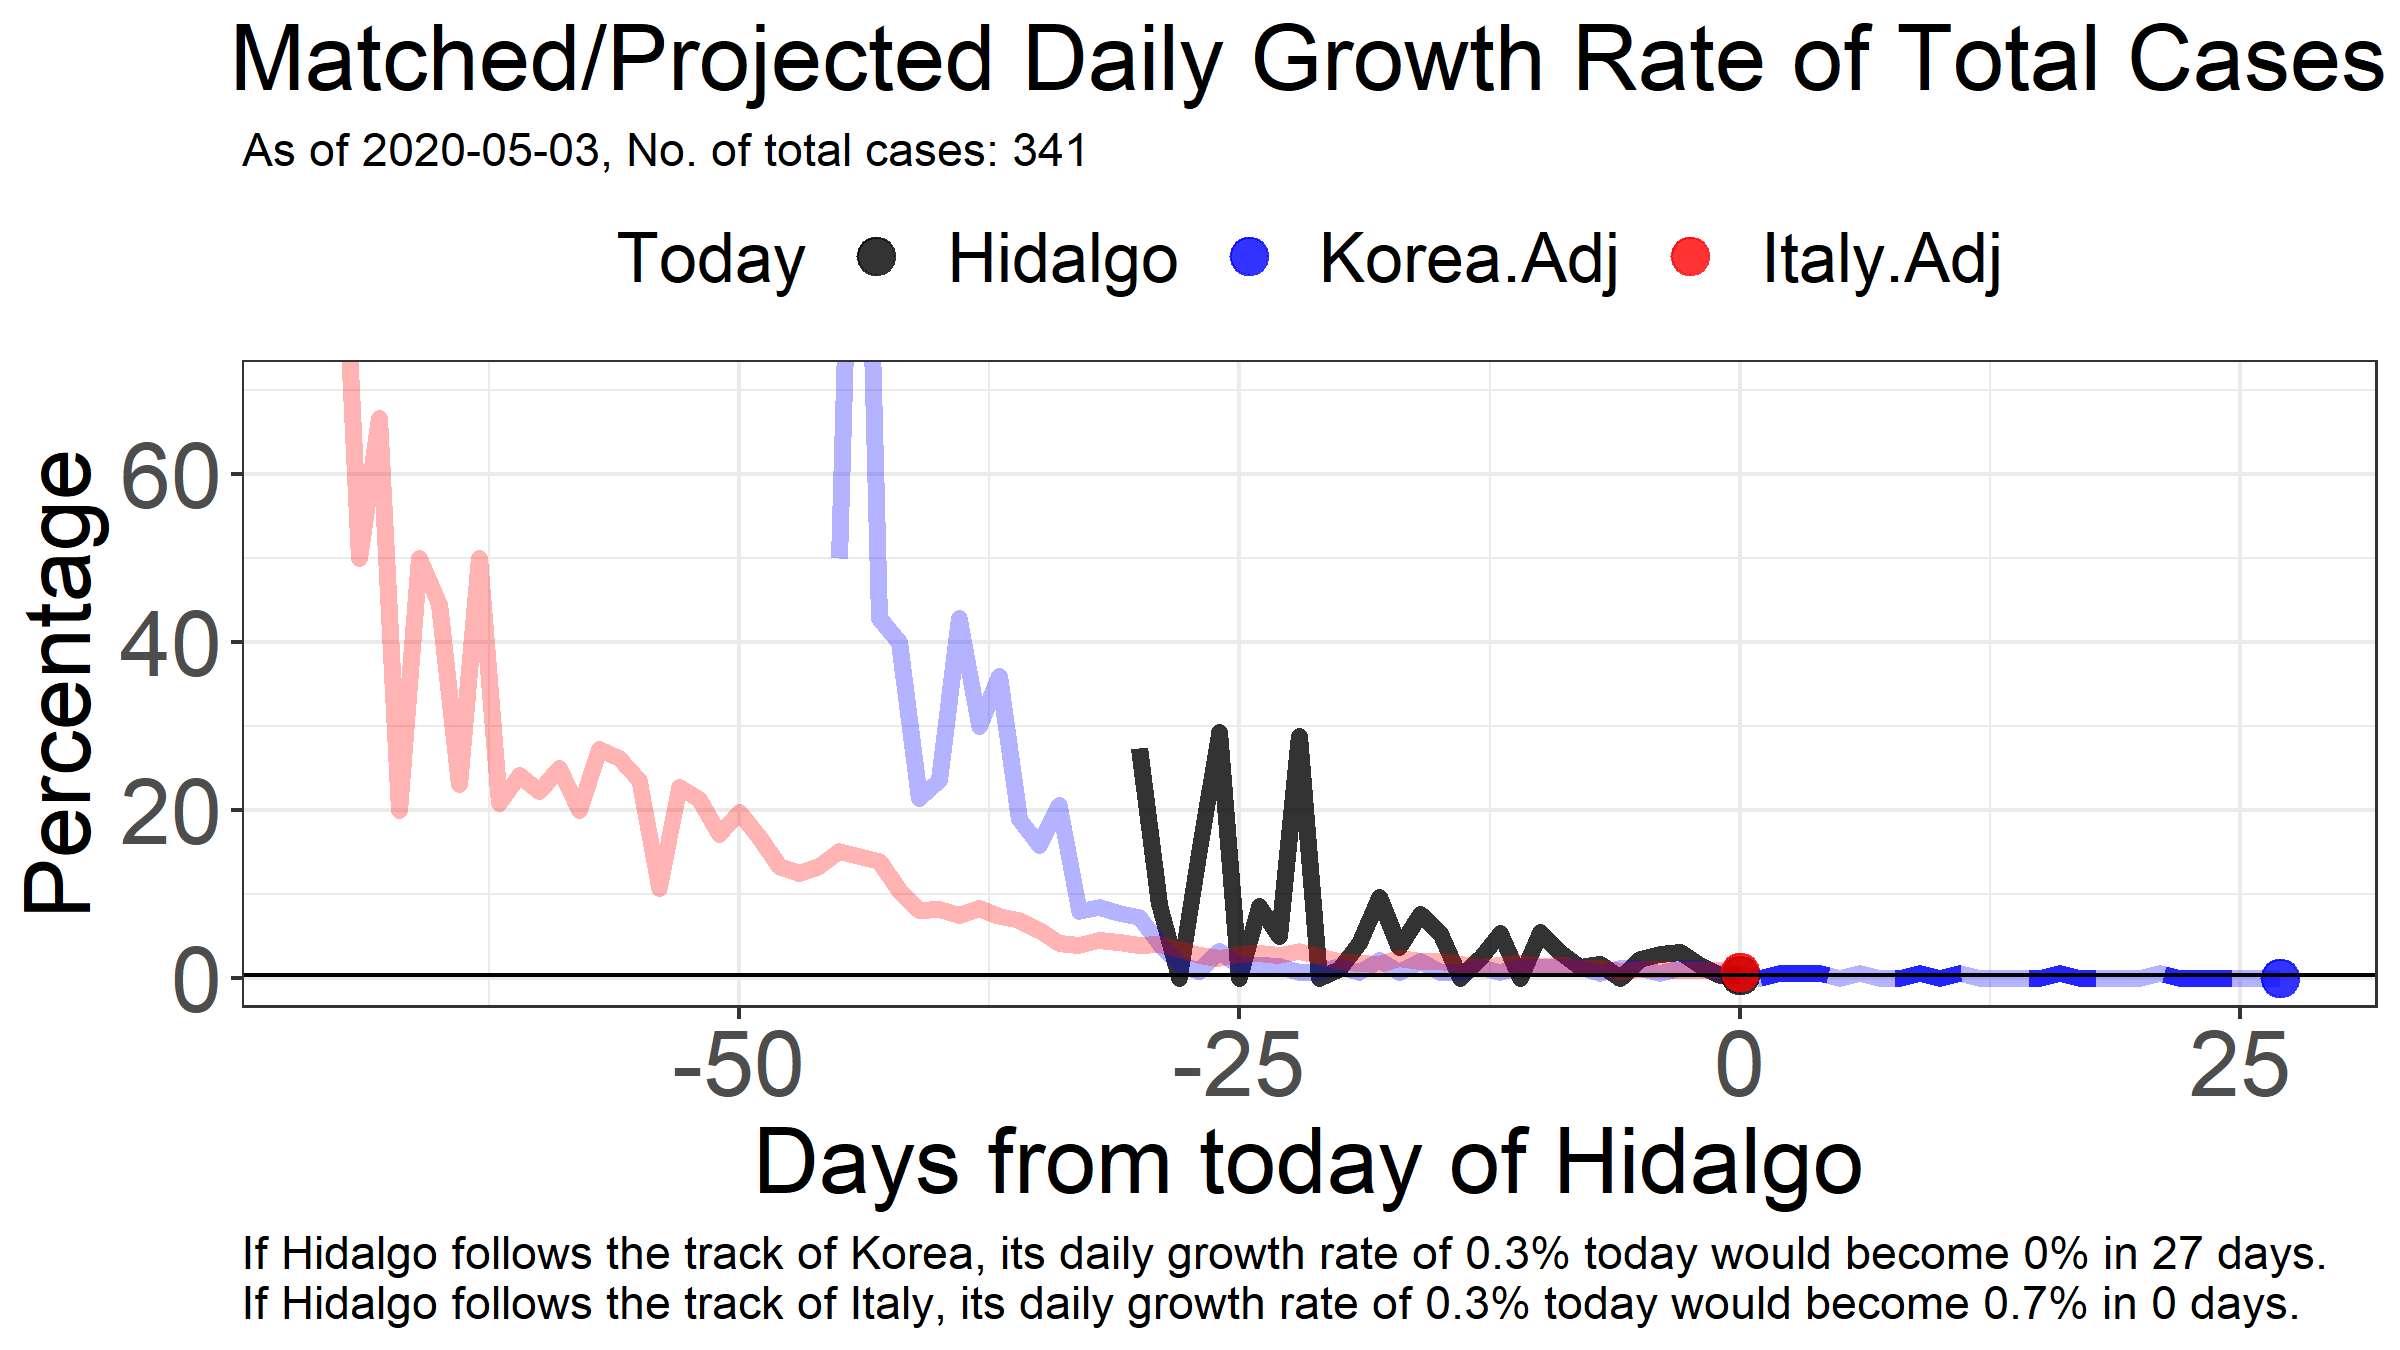 Matched/Projected Daily Growth Rate of Total Cases
As of 2020-05-03, No. of total cases: 341
Today Hidalgo Korea.Adj Italy.Adj
Percentage
60
40
20
0
-50 -25 0 25
Days from today of Hidalgo
If Hidalgo follows the track of Korea, its daily growth rate of 0.3% today would become 0% in 27 days.
If Hidalgo follows the track of Italy, its daily growth rate of 0.3% today would become 0.7% in 0 days.